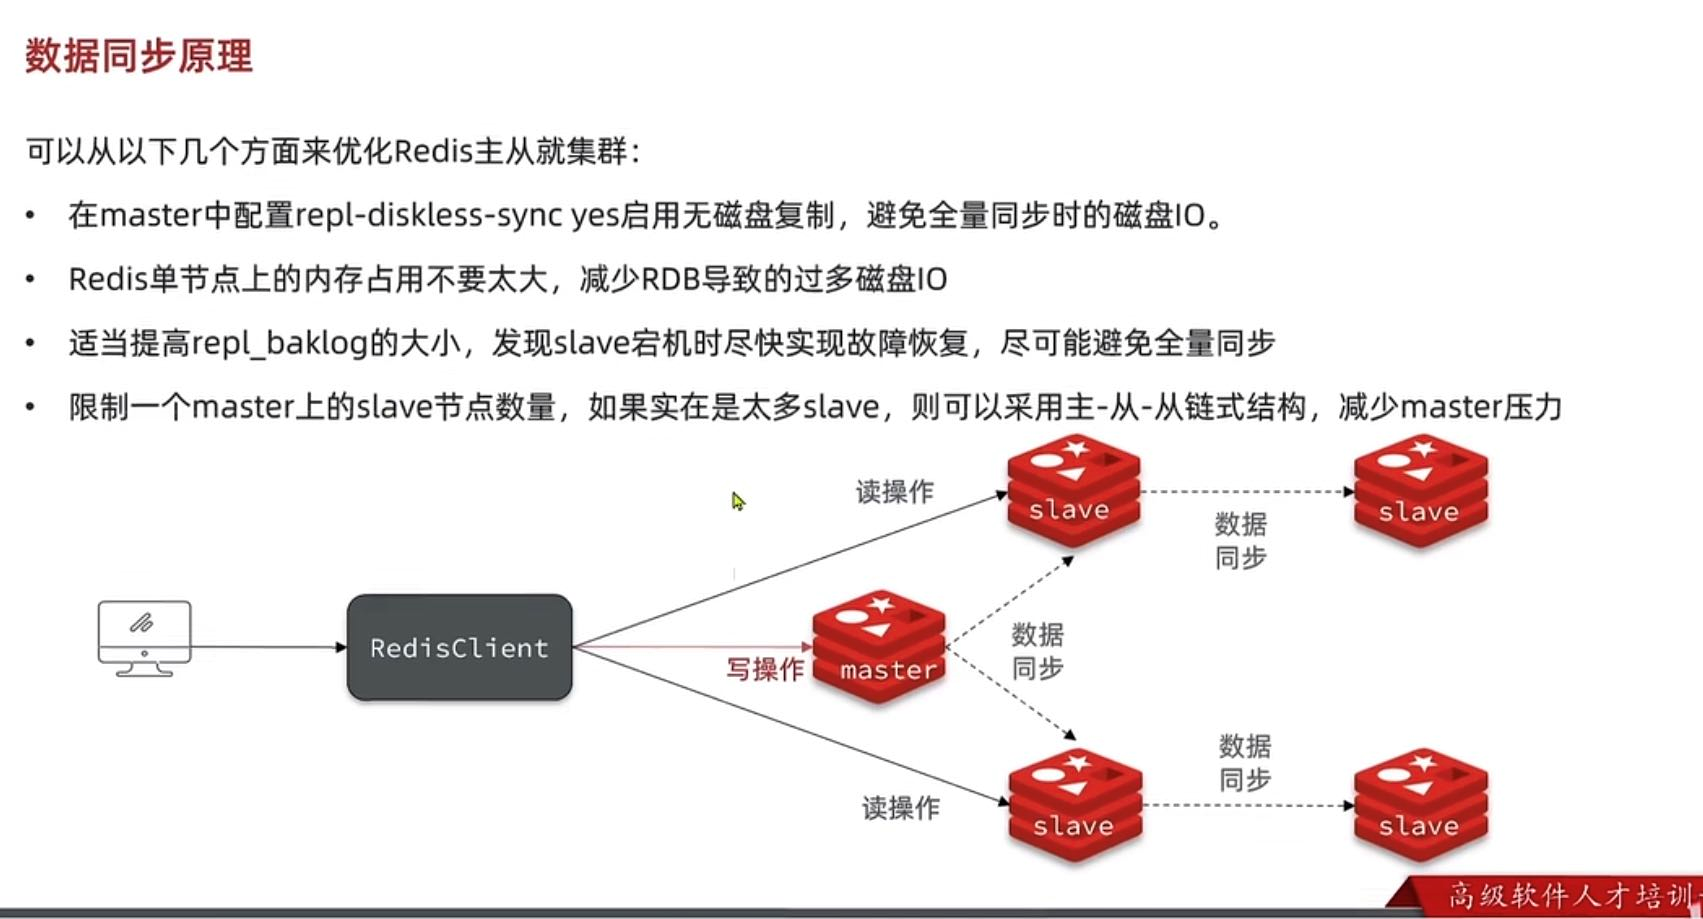 数据同步原理
可以从以下几个方面来优化Redis主从就集群：
• 在master中配置repl-diskless-sync yes启用无磁盘复制，避免全量同步时的磁盘IO。
• Redis单节点上的内存占用不要太大，减少RDB导致的过多磁盘IO
• 适当提高repl_baklog的大小，发现slave宕机时尽快实现故障恢复，尽可能避免全量同步
• 限制一个master上的slave节点数量，如果实在是太多slave，则可以采用主-从-从链式结构，减少master压力
读操作
slave
数据
同步
slave
RedisClient
写操作
master
数据
同步
读操作
slave
数据
同步
slave
高级软件人才培训